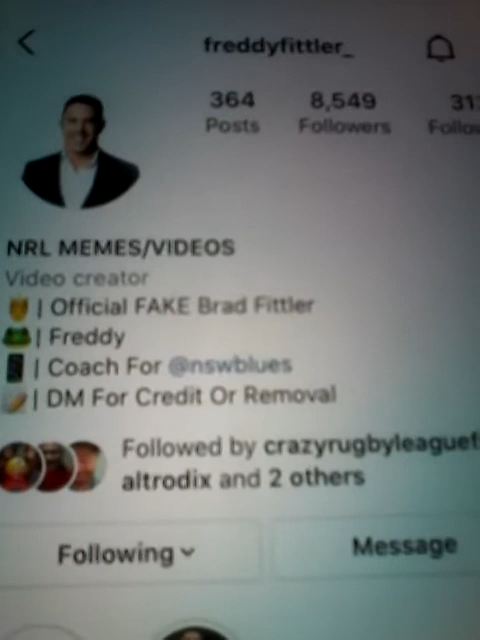 freddyfittler_
364 8,549 31
Posts Followers Follo
NRL MEMES/VIDEOS
Video creator
| Official FAKE Brad Fittler
| Freddy
| Coach For @nswblues
| DM For Credit Or Removal
Followed by crazyrugbyleague
altrodix and 2 others
Following Message